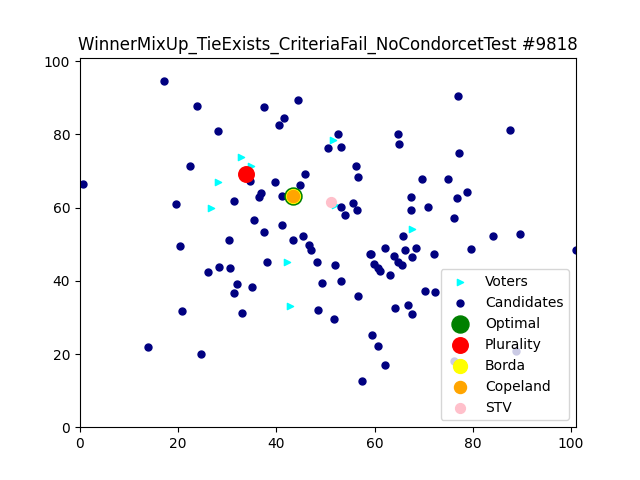 WinnerMixUp_TieExists_CriteriaFail_NoCondorcetTest #9818
100
80
60
40
20
0
0
20
40
60
80
100
Voters
Candidates
Optimal
Plurality
Borda
Copeland
STV